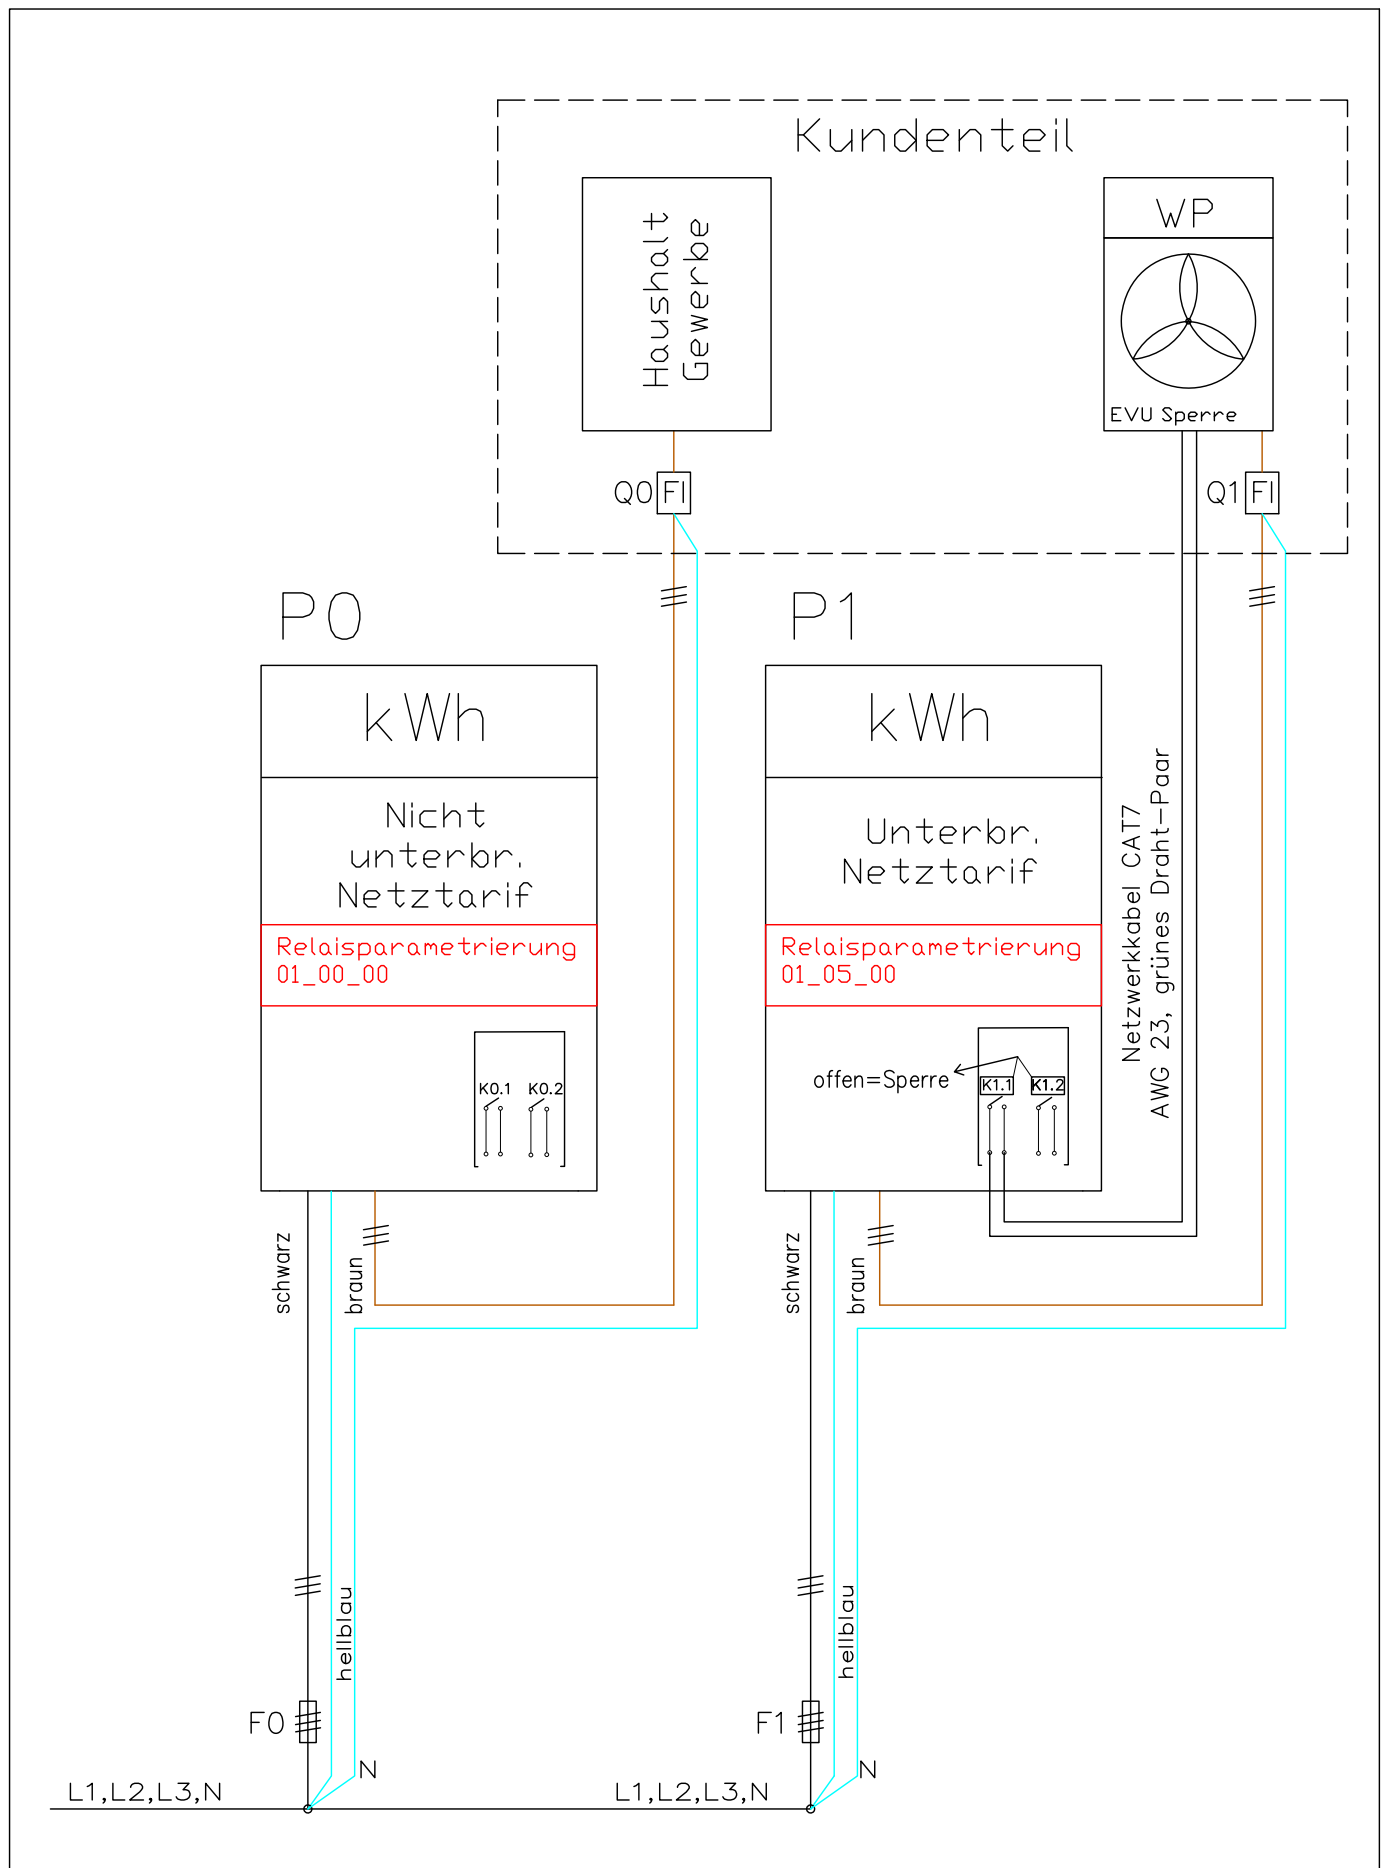 Kundenteil
Haushalt
Gewerbe
WP
EVU Sperre
Q0
FI
Q1
FI
P0
P1
kWh
kWh
Nicht
unterbr.
Netztarif
Unterbr.
Netztarif
Netzwerkkabel CAT7
AWG 23, grünes Draht-Paar
Relaisparametrierung
01_00_00
Relaisparametrierung
01_05_00
K0.1
K0.2
offen=Sperre
K1.1
K1.2
schwarz
braun
schwarz
braun
hellblau
hellblau
F0
F1
N
N
L1,L2,L3,N
L1,L2,L3,N